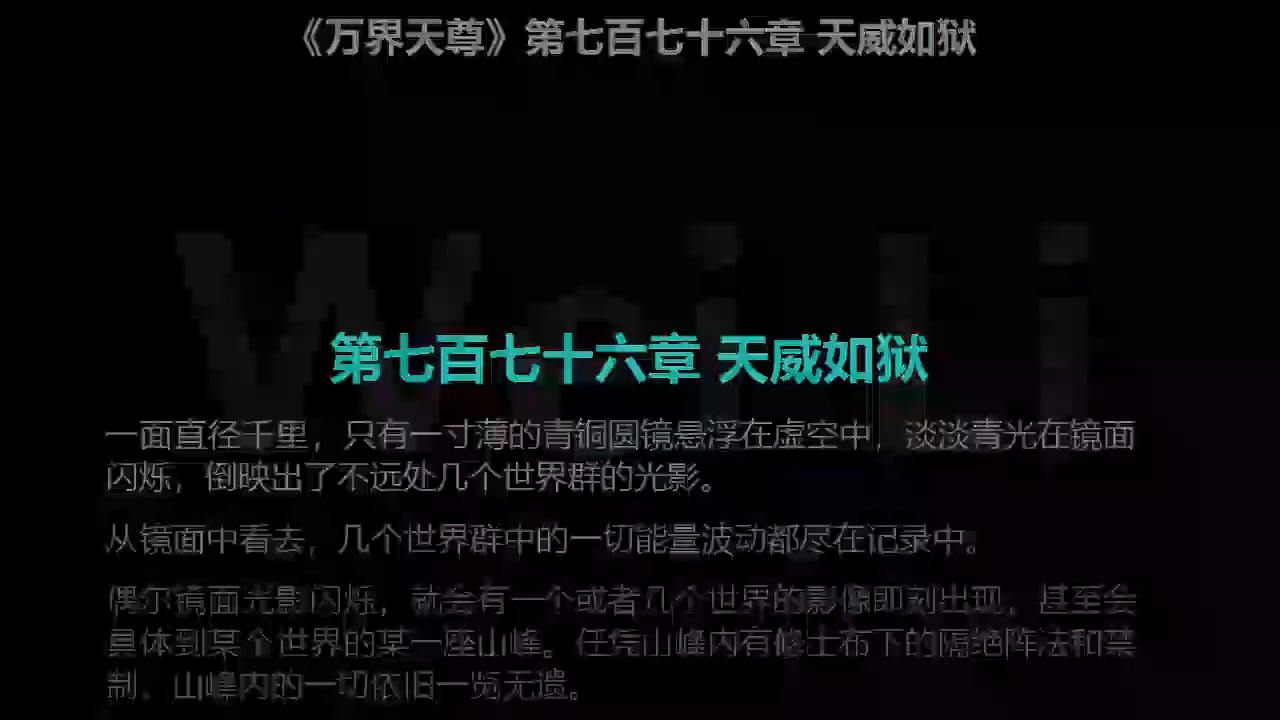 《万界天尊》第七百七十六章 天威如狱
Wei Li
第七百七十六章 天威如狱
一面直径千里，只有一寸薄的青铜圆镜悬浮在虚空中，淡淡青光在镜面
闪烁，倒映出了不远处几个世界群的光影。
从镜面中看去，几个世界群中的一切能量波动都尽在记录中。
偶尔镜面光影闪烁，就会有一个或者几个世界的影像即刻出现，甚至会
具体到某个世界的某一座山峰。任凭山峰内有修士布下的隔绝阵法和禁
制，山峰内的一切依旧一览无遗。